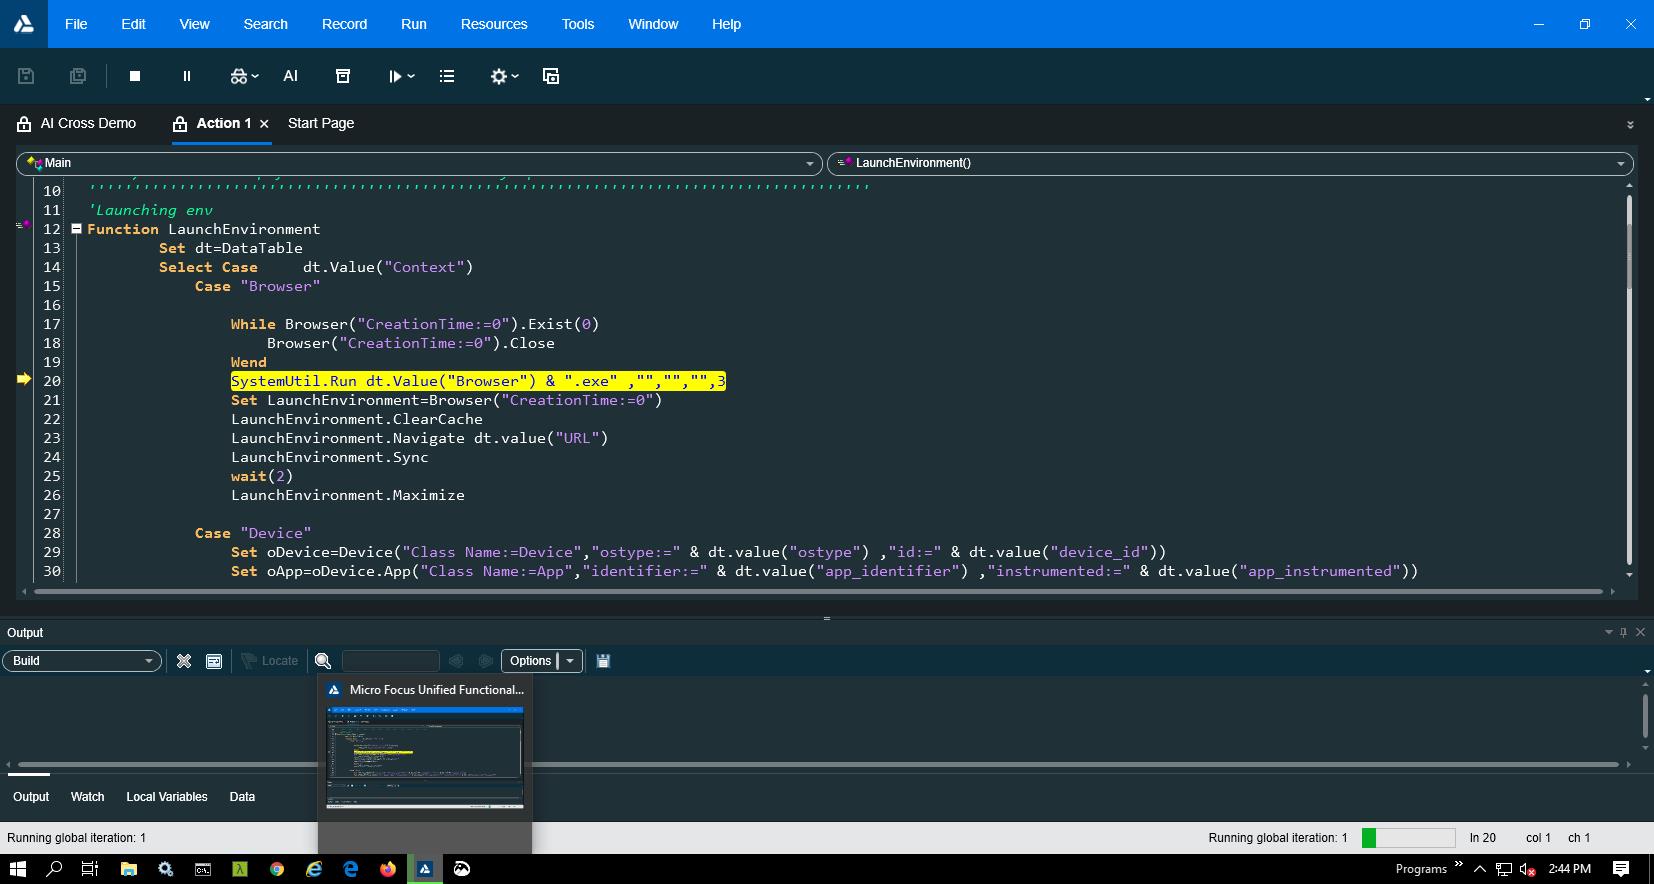 File Edit View Search Record Run Resources Tools Window Help
AI
AI Cross Demo Action 1 Start Page
Main LaunchEnvironment()
10 ''''''''''''''''''''''''''''''''''''''''''''''''''''''''''''''''''''''''''''''''''''''
11 'Launching env
12 Function LaunchEnvironment
13 Set dt=DataTable
14 Select Case dt.Value("Context")
15 Case "Browser"
16
17 While Browser("CreationTime:=0").Exist(0)
18 Browser("CreationTime:=0").Close
19 Wend
20 SystemUtil.Run dt.Value("Browser") & ".exe" ,"","","",3
21 Set LaunchEnvironment=Browser("CreationTime:=0")
22 LaunchEnvironment.ClearCache
23 LaunchEnvironment.Navigate dt.value("URL")
24 LaunchEnvironment.Sync
25 wait(2)
26 LaunchEnvironment.Maximize
27
28 Case "Device"
29 Set oDevice=Device("Class Name:=Device","ostype:=" & dt.value("ostype") ,"id:=" & dt.value("device_id"))
30 Set oApp=oDevice.App("Class Name:=App","identifier:=" & dt.value("app_identifier") ,"instrumented:=" & dt.value("app_instrumented"))
Output
Build Locate Options
Micro Focus Unified Functional...
Output Watch Local Variables Data
Running global iteration: 1 Running global iteration: 1 ln 20 col 1 ch 1
Programs 2:44 PM